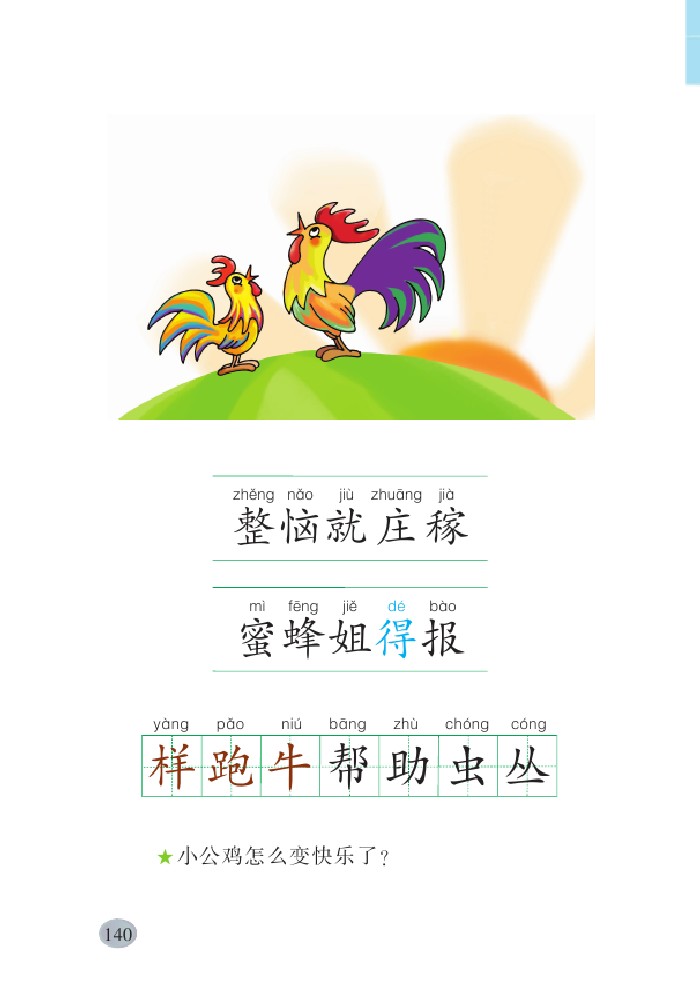 zhěng nǎo jiù zhuāng jià
整恼就庄稼
mì fēng jiě dé bào
蜜蜂姐得报
yàng pǎo niú bāng zhù chóng cóng
样跑牛帮助虫丛
★小公鸡怎么变快乐了?
140